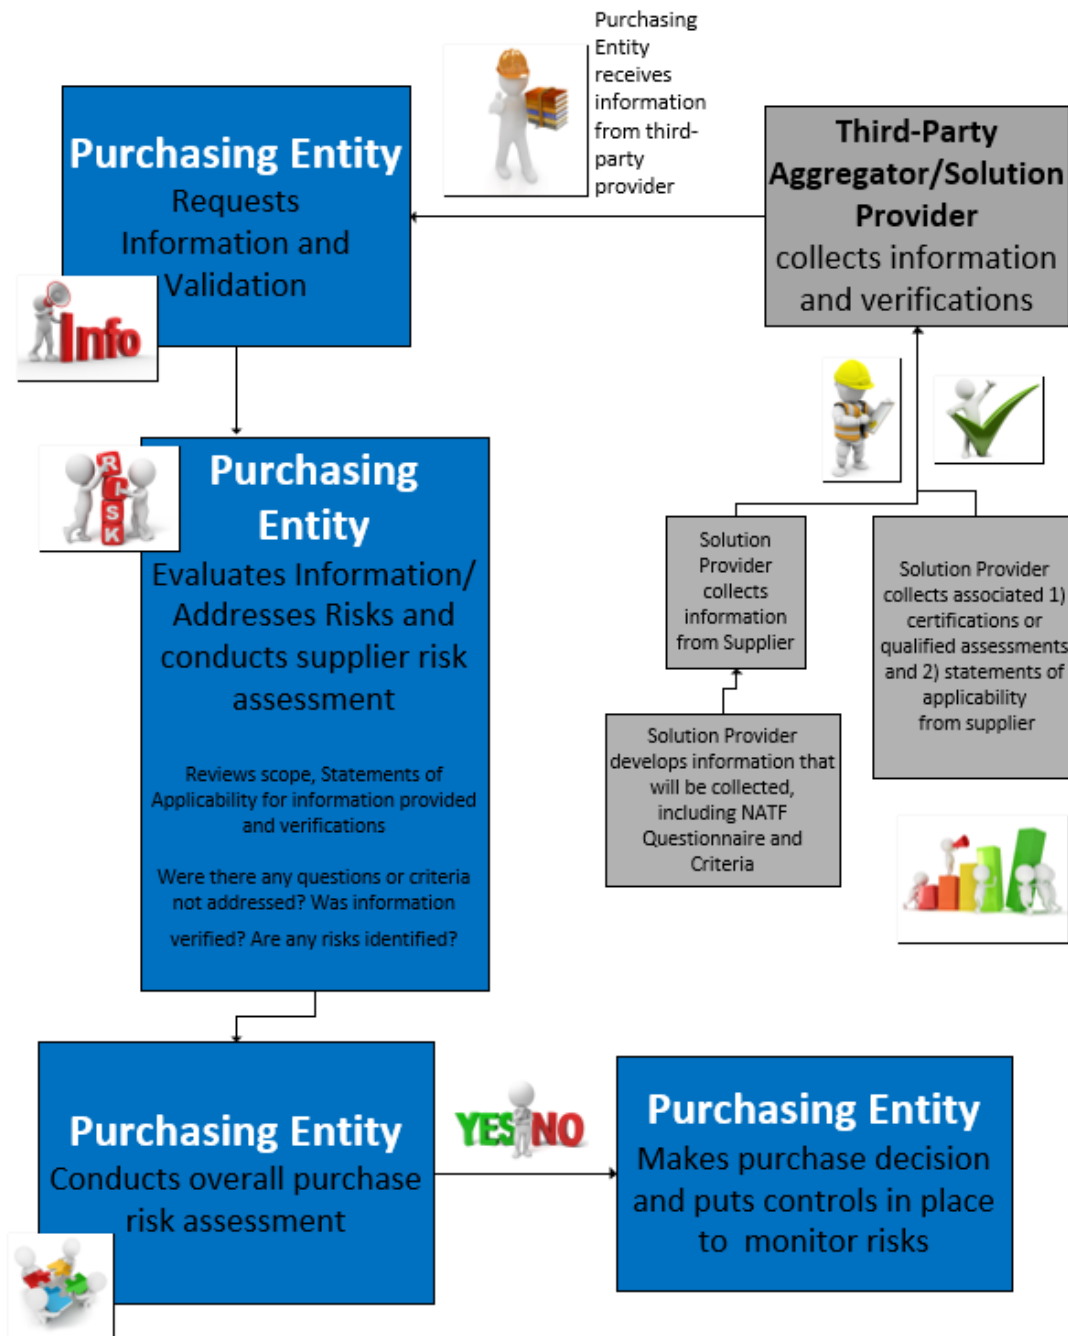 Purchasing
Entity
receives
information
from third-
party
provider
Purchasing Entity
Requests
Information and
Validation
Info
Third-Party
Aggregator/Solution
Provider
collects information
and verifications
RISK
Purchasing
Entity
Evaluates Information/
Addresses Risks and
conducts supplier risk
assessment
Reviews scope, Statements of
Applicability for information provided
and verifications
Were there any questions or criteria
not addressed? Was information
verified? Are any risks identified?
Solution
Provider
collects
information
from Supplier
Solution Provider
collects associated 1)
certifications or
qualified assessments
and 2) statements of
applicability
from supplier
Solution Provider
develops information that
will be collected,
including NATF
Questionnaire and
Criteria
Purchasing Entity
Conducts overall purchase
risk assessment
YES NO
Purchasing Entity
Makes purchase decision
and puts controls in place
to  monitor risks